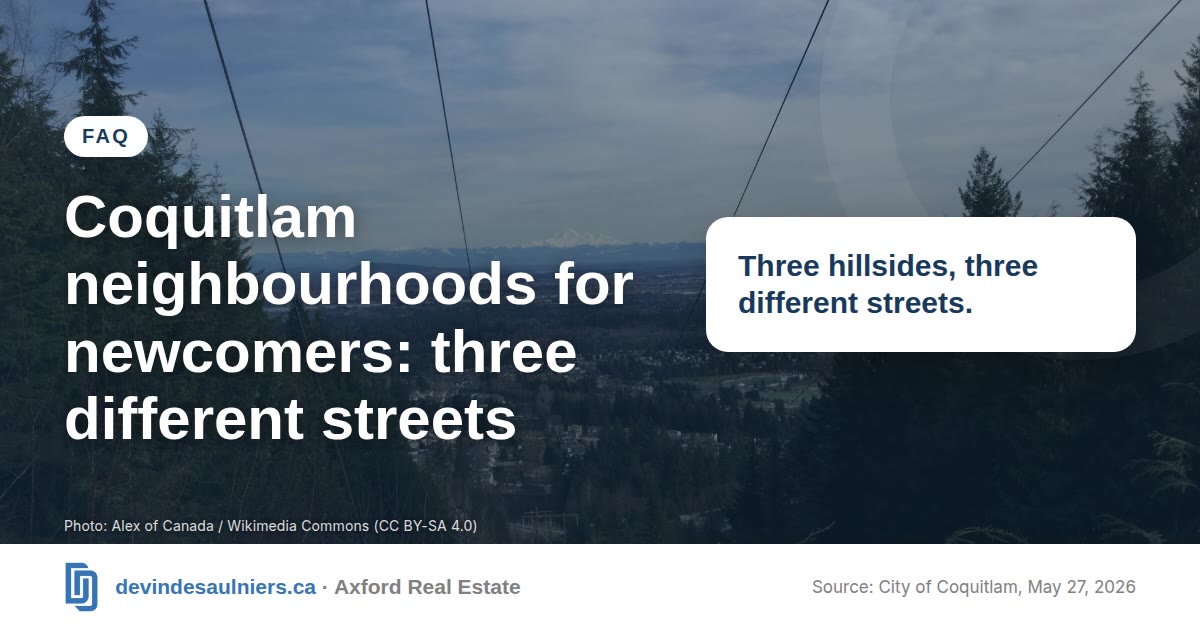 FAQ
Coquitlam
neighbourhoods for
newcomers: three
different streets
Three hillsides, three
different streets.
Photo: Alex of Canada / Wikimedia Commons (CC BY-SA 4.0)
devindesaulniers.ca · Axford Real Estate
Source: City of Coquitlam, May 27, 2026